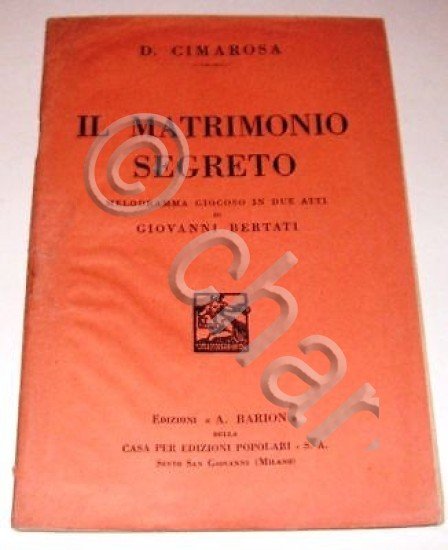 D. CIMAROSA
IL MATRIMONIO
SEGRETO
MELODRAMMA GIOCOSO IN DUE ATTI
DI
GIOVANNI BERTATI
EDIZIONI « A. BARION »
DELLA
CASA PER EDIZIONI POPOLARI - S. A.
SESTO SAN GIOVANNI (MILANO)
© char